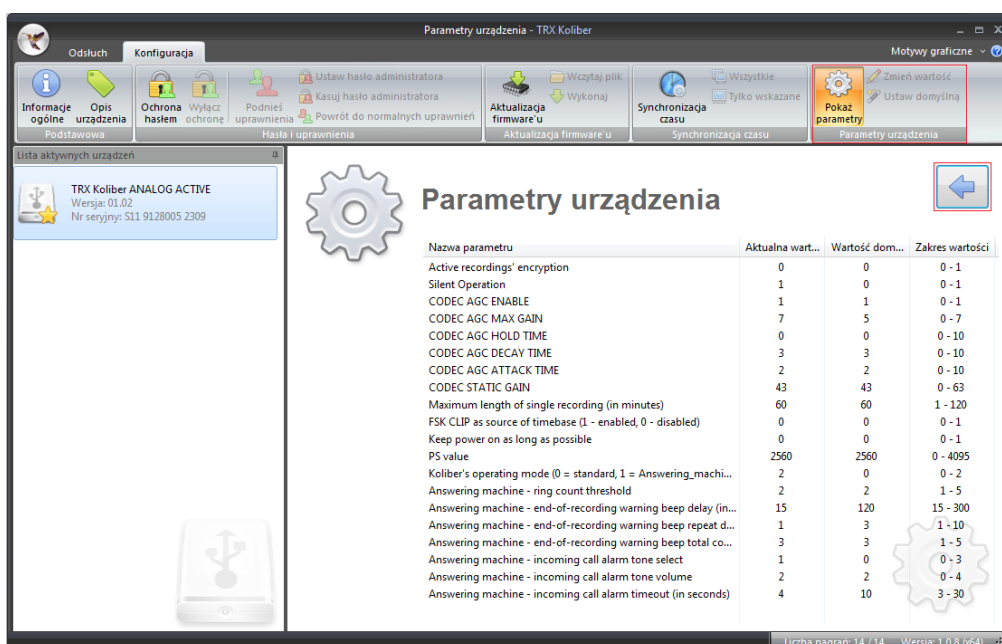 Parametry urządzenia - TRX Koliber
Odsłuch
Konfiguracja
Motywy graficzne
Informacje ogólne
Opis urządzenia
Podstawowa
Ochrona hasłem
Wyłącz ochronę
Podnieś uprawnienia
Ustaw hasło administratora
Kasuj hasło administratora
Powrót do normalnych uprawnień
Hasła i uprawnienia
Aktualizacja firmware'u
Wczytaj plik
Wykonaj
Aktualizacja firmware'u
Synchronizacja czasu
Wszystkie
Tylko wskazane
Synchronizacja czasu
Pokaż parametry
Zmień wartość
Ustaw domyślną
Parametry urządzenia
Lista aktywnych urządzeń
TRX Koliber ANALOG ACTIVE
Wersja: 01.02
Nr seryjny: S11 9128005 2309
Parametry urządzenia
Nazwa parametru Aktualna wart... Wartość dom... Zakres wartości
Active recordings' encryption 0 0 0 - 1
Silent Operation 1 0 0 - 1
CODEC AGC ENABLE 1 1 0 - 1
CODEC AGC MAX GAIN 7 5 0 - 7
CODEC AGC HOLD TIME 0 0 0 - 10
CODEC AGC DECAY TIME 3 3 0 - 10
CODEC AGC ATTACK TIME 2 2 0 - 10
CODEC STATIC GAIN 43 43 0 - 63
Maximum length of single recording (in minutes) 60 60 1 - 120
FSK CLIP as source of timebase (1 - enabled, 0 - disabled) 0 0 0 - 1
Keep power on as long as possible 0 0 0 - 1
PS value 2560 2560 0 - 4095
Koliber's operating mode (0 = standard, 1 = Answering_machi... 2 0 0 - 2
Answering machine - ring count threshold 2 2 1 - 5
Answering machine - end-of-recording warning beep delay (in... 15 120 15 - 300
Answering machine - end-of-recording warning beep repeat d... 1 3 1 - 10
Answering machine - end-of-recording warning beep total co... 3 3 1 - 5
Answering machine - incoming call alarm tone select 1 0 0 - 3
Answering machine - incoming call alarm tone volume 2 2 0 - 4
Answering machine - incoming call alarm timeout (in seconds) 4 10 3 - 30
Liczba nagrań: 14 / 14 Wersja: 1.0.8 (x64)